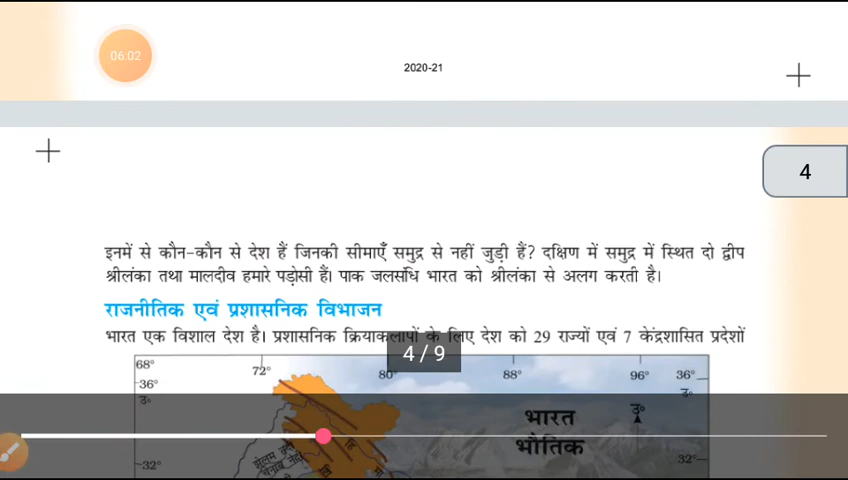 06:02
2020-21
4
इनमें से कौन-कौन से देश हैं जिनकी सीमाएँ समुद्र से नहीं जुड़ी हैं? दक्षिण में समुद्र में स्थित दो द्वीप
श्रीलंका तथा मालदीव हमारे पड़ोसी हैं। पाक जलसंधि भारत को श्रीलंका से अलग करती है।
राजनीतिक एवं प्रशासनिक विभाजन
भारत एक विशाल देश है। प्रशासनिक क्रियाकलापों के लिए देश को 29 राज्यों एवं 7 केंद्रशासित प्रदेशों
4 / 9
68° 72° 80° 88° 96° 36°
36°
उ० उ०
भारत उ०
भौतिक
32° 32°
झेलम
चेनाब नदी